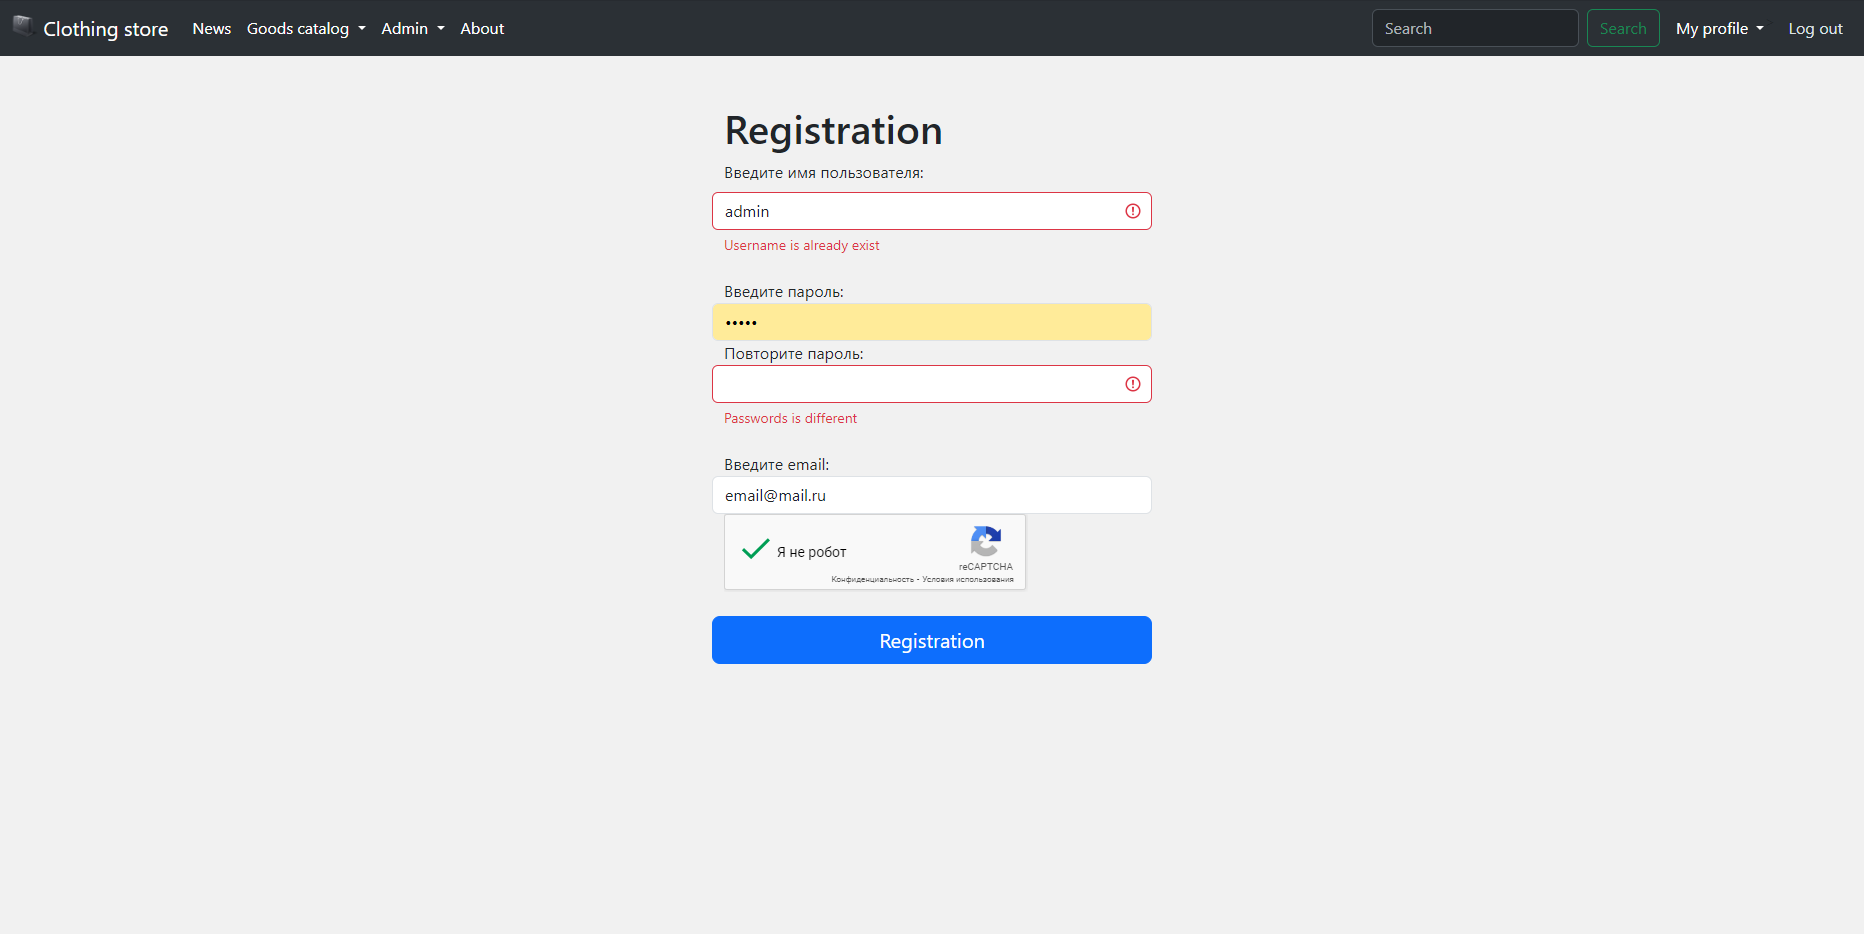 Clothing store News Goods catalog Admin About Search Search My profile Log out
Registration
Введите имя пользователя:
admin
Username is already exist
Введите пароль:
•••••
Повторите пароль:
Passwords is different
Введите email:
email@mail.ru
Я не робот
reCAPTCHA
Конфиденциальность - Условия использования
Registration